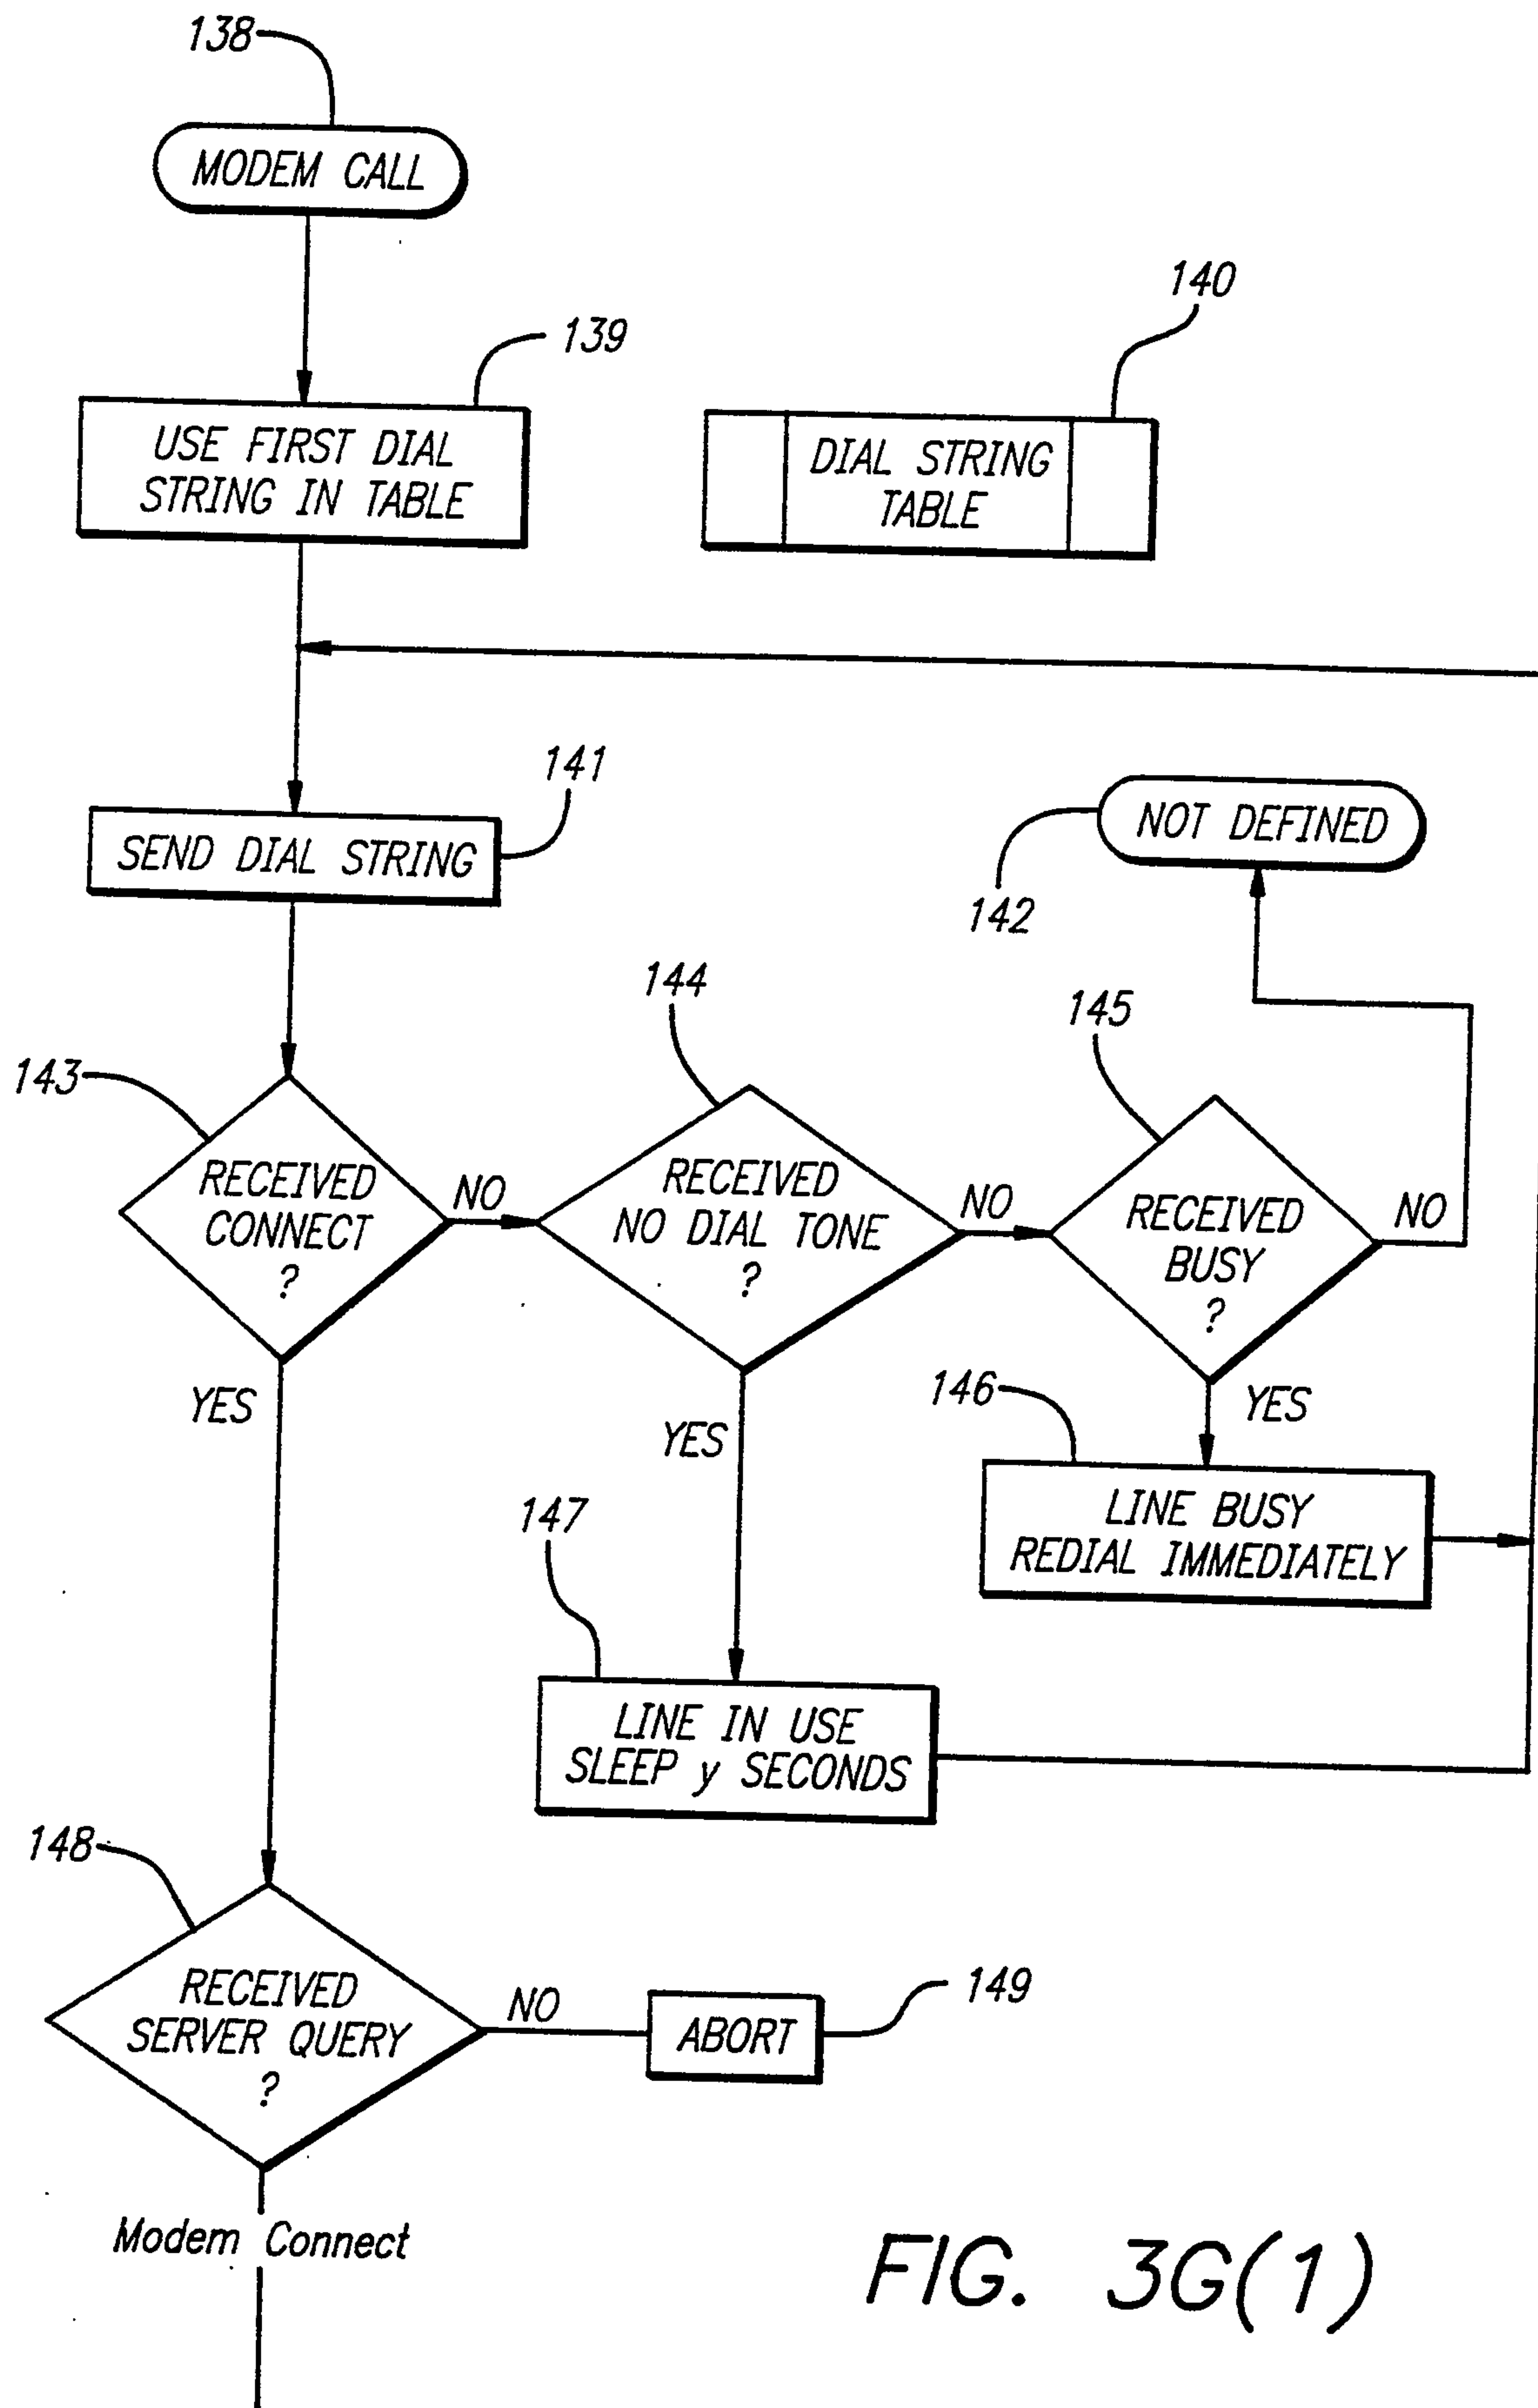 138
MODEM CALL
140
139
USE FIRST DIAL
STRING IN TABLE
DIAL STRING
TABLE
141
SEND DIAL STRING
NOT DEFINED
142
144
145
143
RECEIVED
CONNECT
?
NO
RECEIVED
NO DIAL TONE
?
NO
RECEIVED
BUSY
?
NO
YES
YES
146
YES
LINE BUSY
REDIAL IMMEDIATELY
147
LINE IN USE
SLEEP y SECONDS
148
RECEIVED
SERVER QUERY
?
NO
ABORT
149
Modem Connect
FIG. 3G(1)